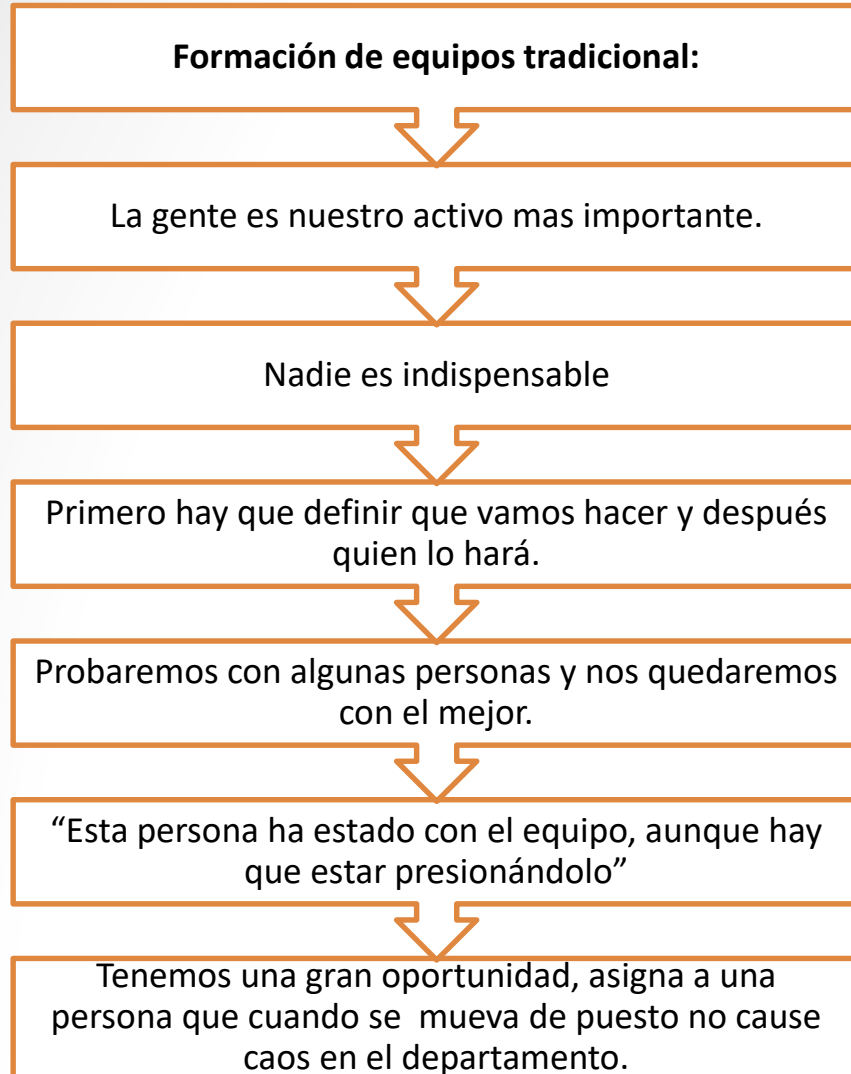 Formación de equipos tradicional:
La gente es nuestro activo mas importante.
Nadie es indispensable
Primero hay que definir que vamos hacer y después
quien lo hará.
Probaremos con algunas personas y nos quedaremos
con el mejor.
“Esta persona ha estado con el equipo, aunque hay
que estar presionándolo”
Tenemos una gran oportunidad, asigna a una
persona que cuando se  mueva de puesto no cause
caos en el departamento.